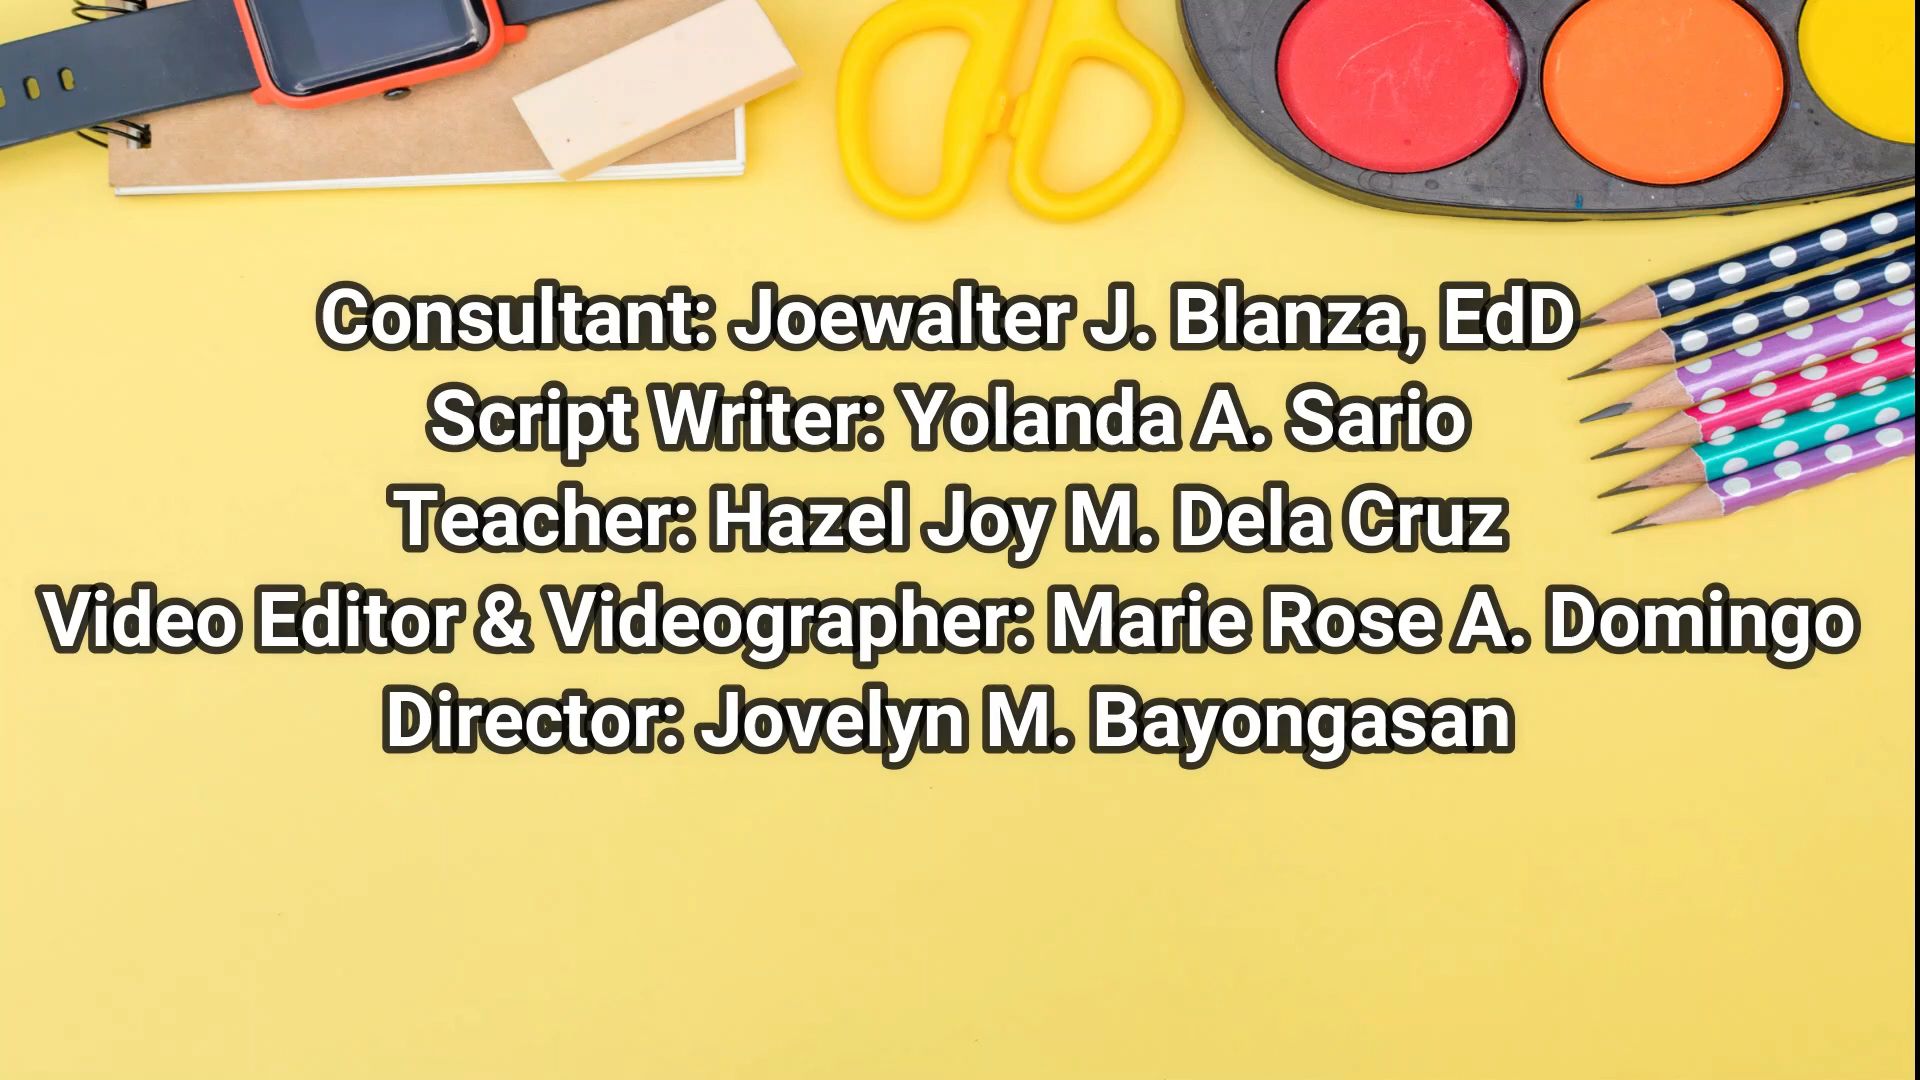 Consultant: Joewalter J. Blanza, EdD
Script Writer: Yolanda A. Sario
Teacher: Hazel Joy M. Dela Cruz
Video Editor & Videographer: Marie Rose A. Domingo
Director: Jovelyn M. Bayongasan